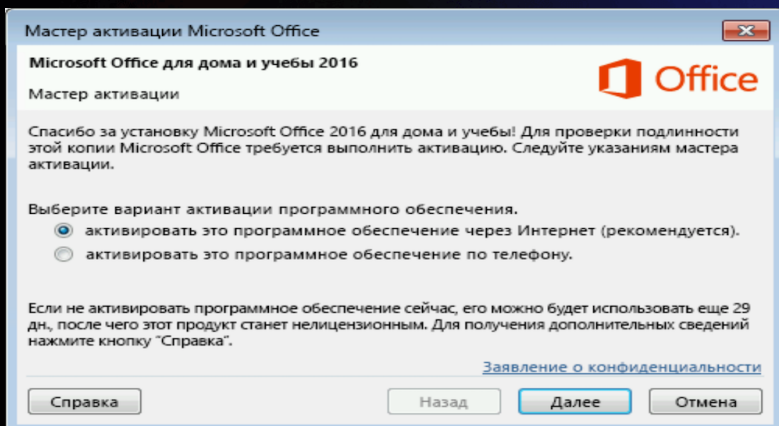 Мастер активации Microsoft Office
Microsoft Office для дома и учебы 2016
Office
Мастер активации
Спасибо за установку Microsoft Office 2016 для дома и учебы! Для проверки подлинности
этой копии Microsoft Office требуется выполнить активацию. Следуйте указаниям мастера
активации.
Выберите вариант активации программного обеспечения.
активировать это программное обеспечение через Интернет (рекомендуется).
активировать это программное обеспечение по телефону.
Если не активировать программное обеспечение сейчас, его можно будет использовать еще 29
дн., после чего этот продукт станет нелицензионным. Для получения дополнительных сведений
нажмите кнопку "Справка".
Заявление о конфиденциальности
Справка Назад Далее Отмена